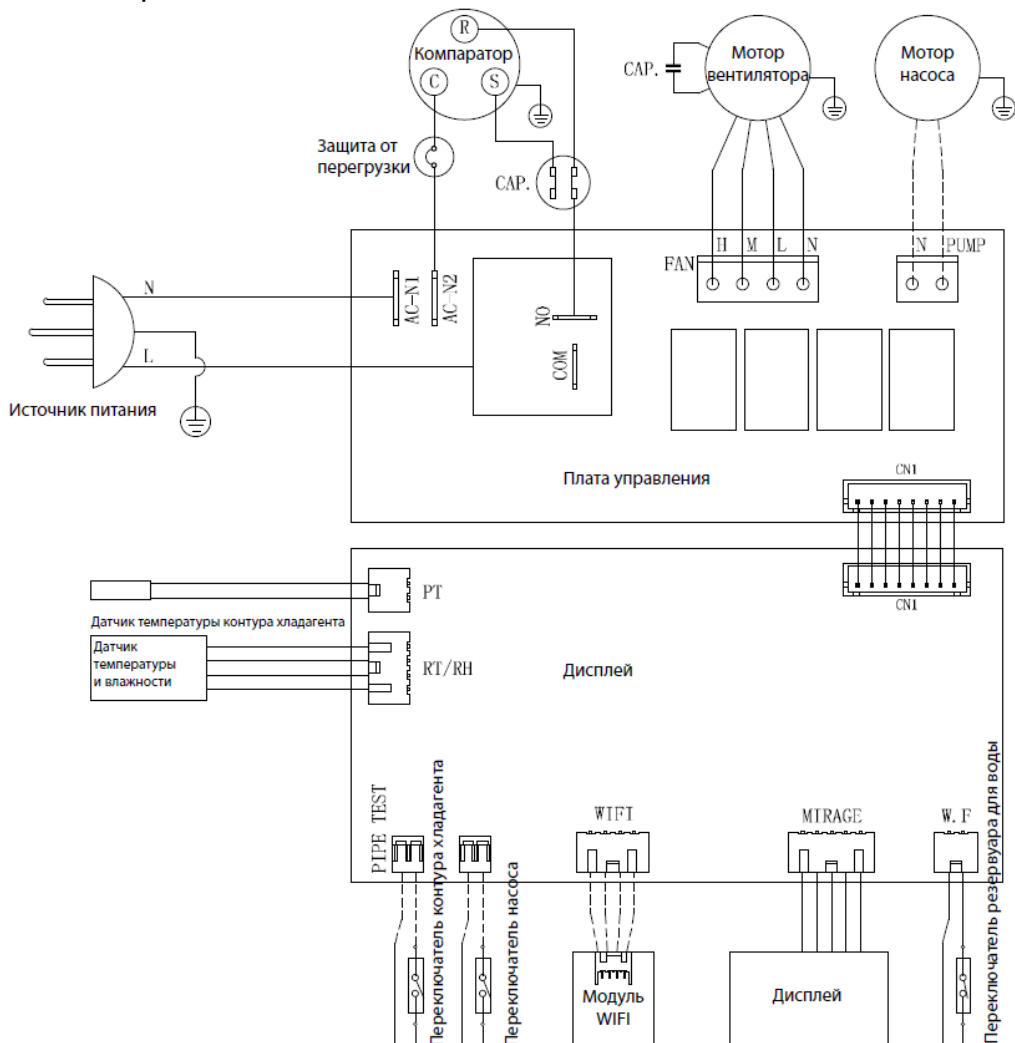 R
Компаратор
C
S
CAP.
Мотор
вентилятора
Мотор
насоса
Защита от
перегрузки
CAP.
H
M
L
N
FAN
N
PUMP
N
L
AC-N1
AC-N2
NO
COM
Источник питания
Плата управления
CN1
CN1
PT
Датчик температуры контура хладагента
Датчик
температуры
и влажности
RT/RH
Дисплей
PIPE TEST
Переключатель контура хладагента
Переключатель насоса
WIFI
MIRAGE
W.F
Переключатель резервуара для воды
Модуль
WIFI
Дисплей